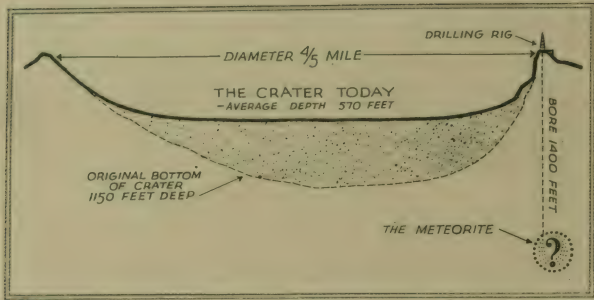 DRILLING RIG
DIAMETER 4/5 MILE
THE CRATER TODAY
-AVERAGE DEPTH 570 FEET
BORE 1400 FEET
ORIGINAL BOTTOM
OF CRATER
1150 FEET DEEP
THE METEORITE
?